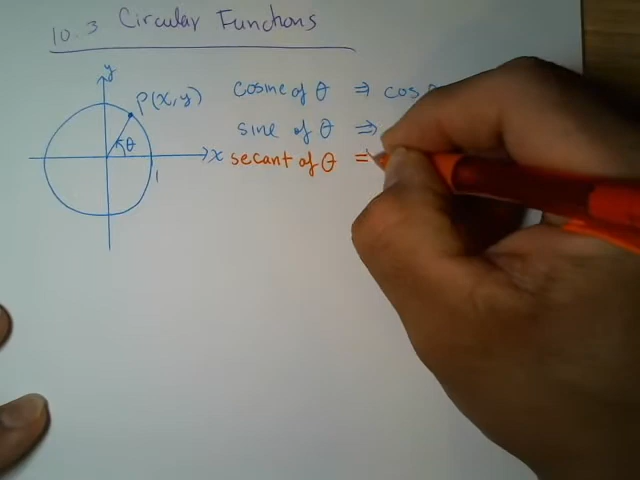 10.3 Circular Functions
y
P(x,y)
θ
x
1
cosine of θ ⇒ cos
sine of θ ⇒
secant of θ ⇒